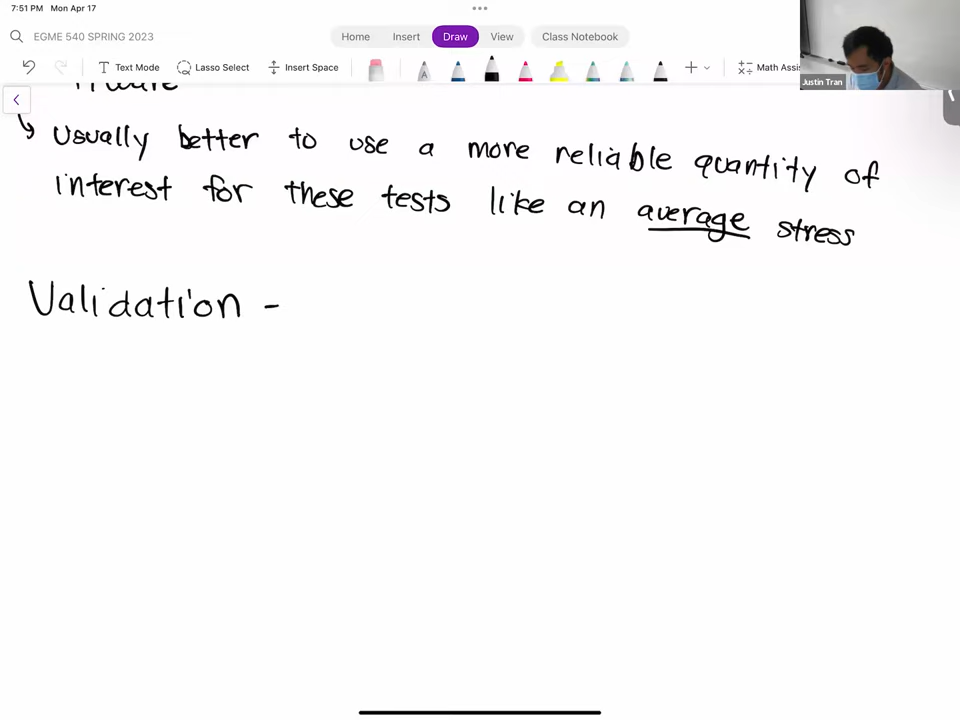 7:51 PM Mon Apr 17
EGME 540 SPRING 2023
Home Insert Draw View Class Notebook
Text Mode Lasso Select Insert Space A Math Assis
Justin Tran
usually better to use a more reliable quantity of
interest for these tests like an average stress
Validation -